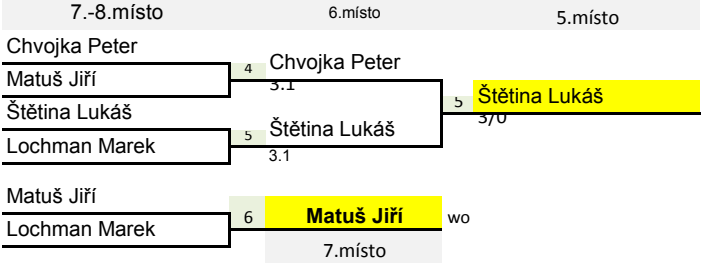 7.-8.místo 6.místo 5.místo
Chvojka Peter
4 Chvojka Peter
Matuš Jiří 3.1
5 Štětina Lukáš
Štětina Lukáš 3/0
5 Štětina Lukáš
Lochman Marek 3.1
Matuš Jiří
6 Matuš Jiří wo
Lochman Marek
7.místo